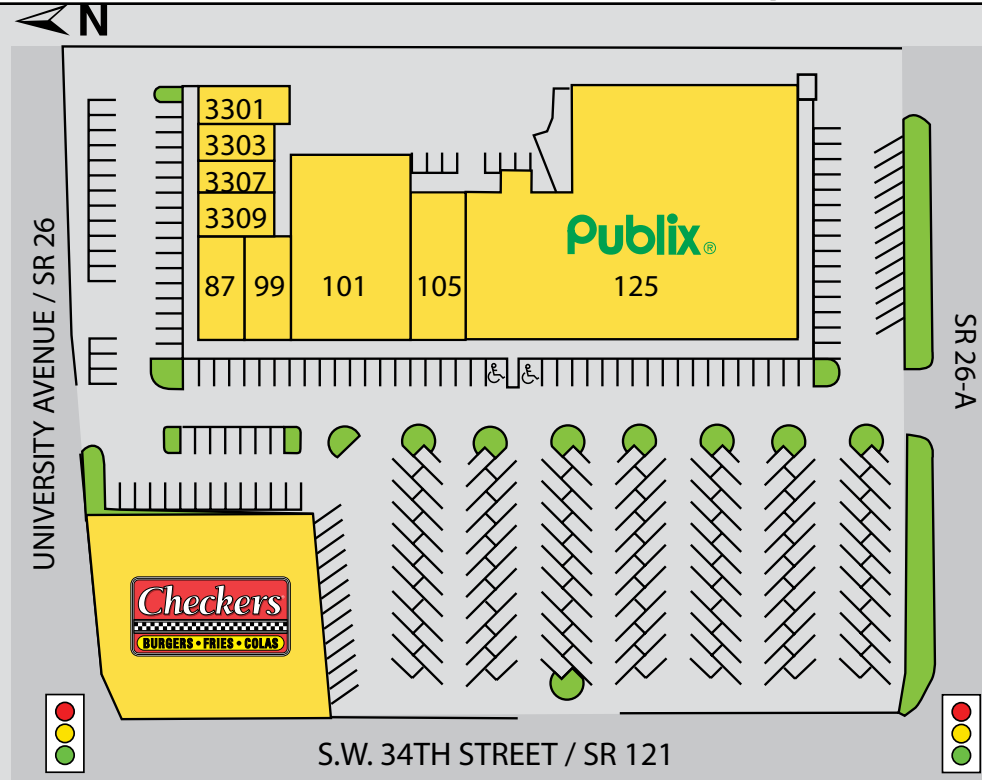 N
3301
3303
3307
3309
87
99
101
105
125
Publix®
UNIVERSITY AVENUE / SR 26
SR 26-A
Checkers
BURGERS • FRIES • COLAS
S.W. 34TH STREET / SR 121